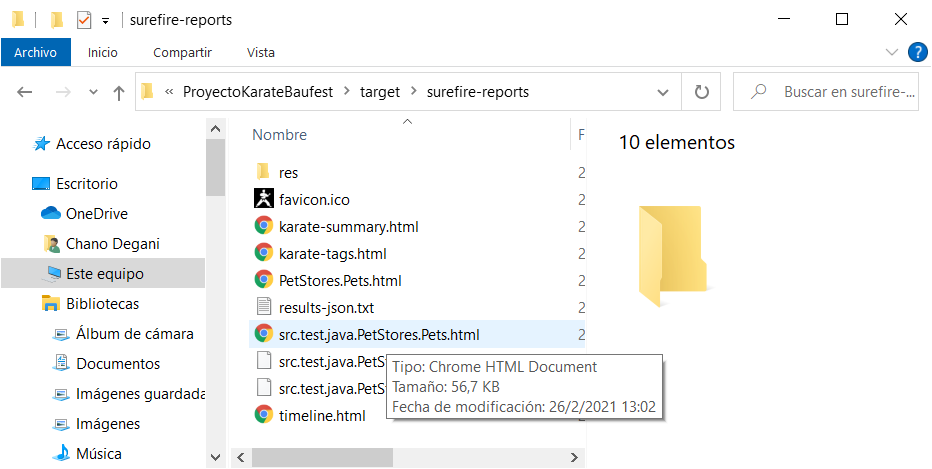 surefire-reports
Archivo Inicio Compartir Vista
« ProyectoKarateBaufest > target > surefire-reports
Buscar en surefire-...
Acceso rápido
Escritorio
OneDrive
Chano Degani
Este equipo
Bibliotecas
Álbum de cámara
Documentos
Imágenes guardada
Imágenes
Música
Nombre F
res 2
favicon.ico 2
karate-summary.html 2
karate-tags.html 2
PetStores.Pets.html 2
results-json.txt 2
src.test.java.PetStores.Pets.html 2
src.test.java.PetS
src.test.java.PetS
timeline.html 2
Tipo: Chrome HTML Document
Tamaño: 56,7 KB
Fecha de modificación: 26/2/2021 13:02
10 elementos